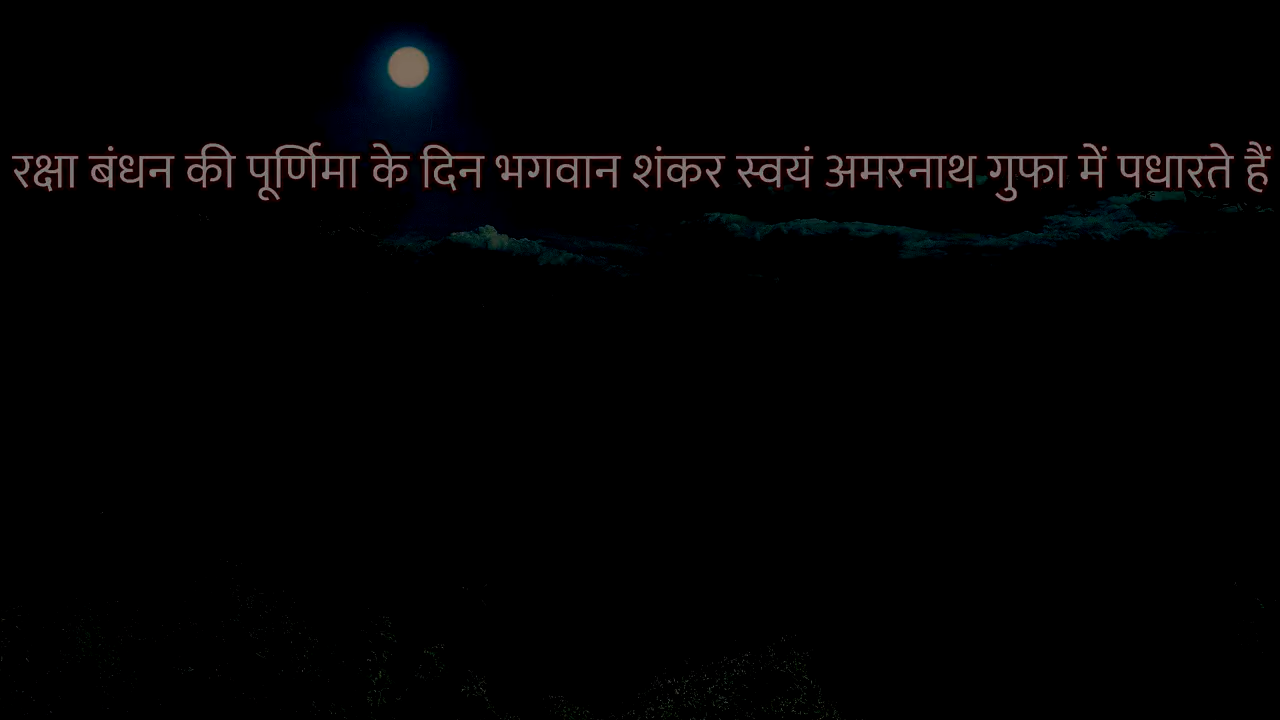 रक्षा बंधन की पूर्णिमा के दिन भगवान शंकर स्वयं अमरनाथ गुफा में पधारते हैं